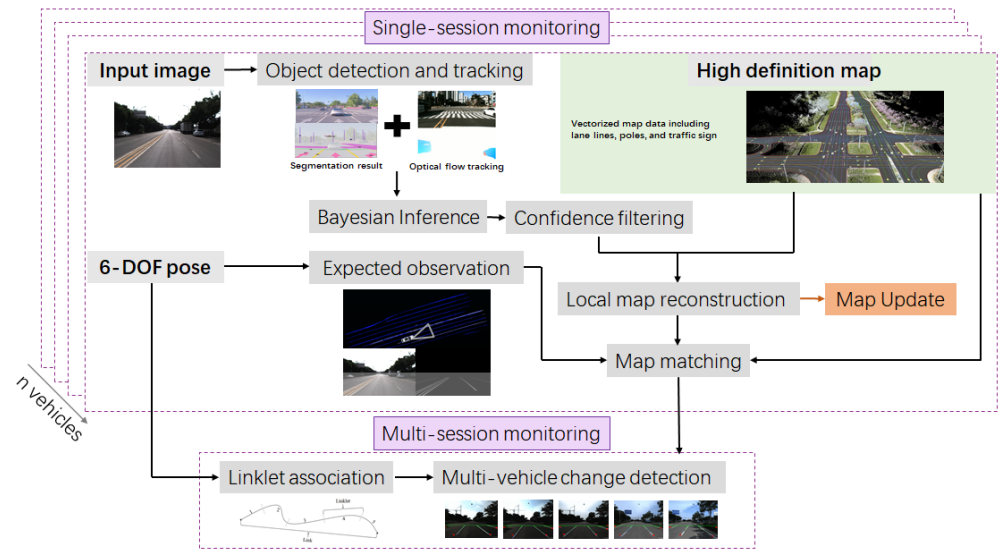 Single-session monitoring
Input image
Object detection and tracking
High definition map
Vectorized map data including
lane lines, poles, and traffic sign
Segmentation result
Optical flow tracking
Bayesian Inference
Confidence filtering
6-DOF pose
Expected observation
Local map reconstruction
Map Update
Map matching
n vehicles
Multi-session monitoring
Linklet association
Multi-vehicle change detection
Linklet
Link